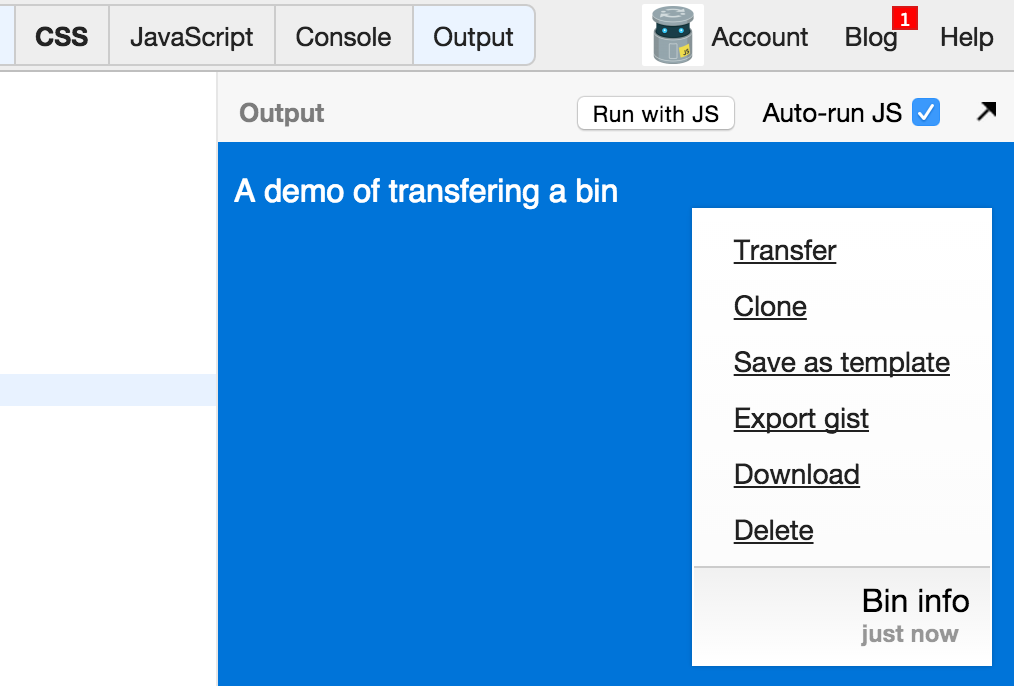 CSS JavaScript Console Output Account Blog 1 Help
Output Run with JS Auto-run JS
A demo of transfering a bin
Transfer
Clone
Save as template
Export gist
Download
Delete
Bin info
just now